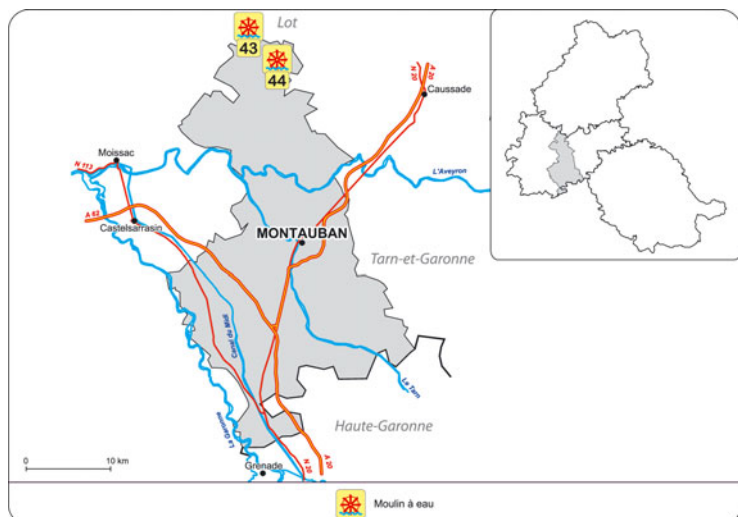 Lot
43
44
N 20
A 20
Caussade
Moissac
N 113
L'Aveyron
A 62
Castelsarrasin
MONTAUBAN
Tarn-et-Garonne
Canal du Midi
Le Tarn
La Garonne
Haute-Garonne
0
10 km
Grenade
N 20
A 20
Moulin à eau